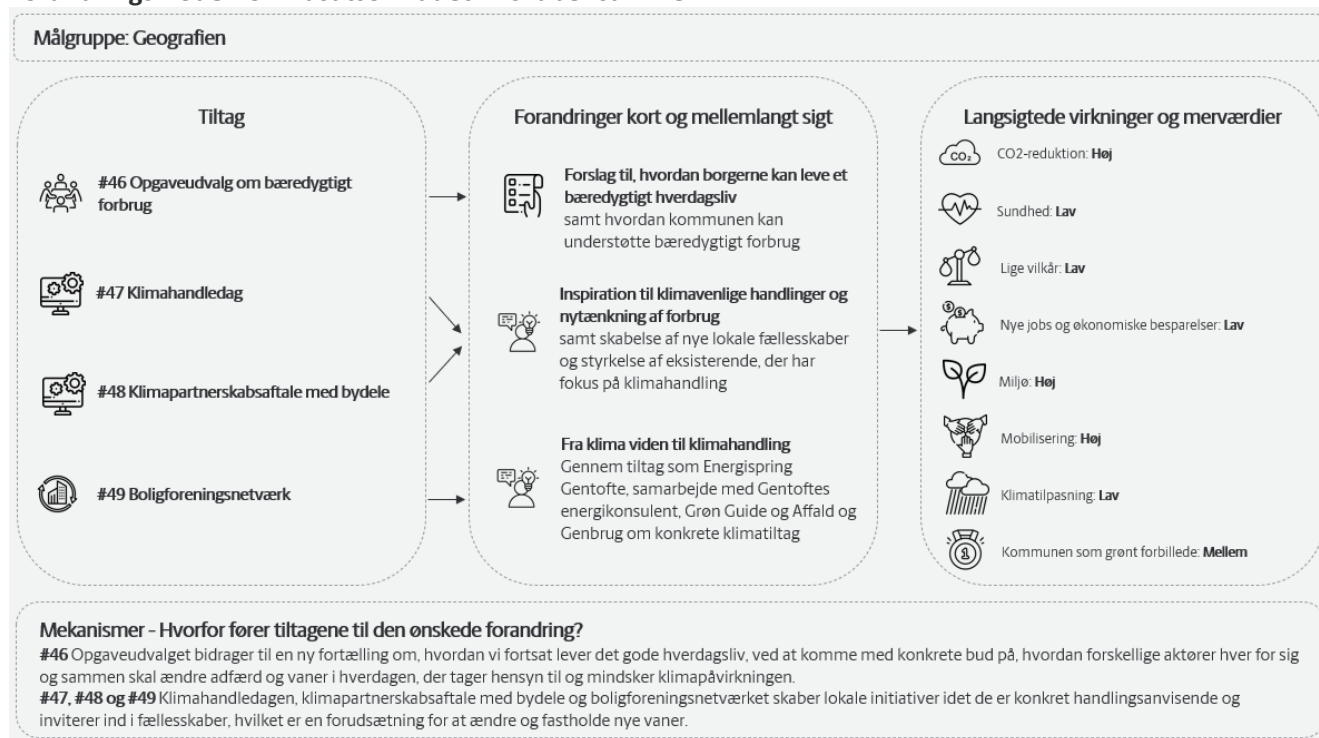 Målgruppe: Geografien
Tiltag
#46 Opgaveudvalg om bæredygtigt
forbrug
#47 Klimahandledag
#48 Klimapartnerskabsaftale med bydele
#49 Boligforeningsnetværk
Forandringer kort og mellemlangt sigt
Forslag til, hvordan borgerne kan leve et
bæredygtigt hverdagsliv
samt hvordan kommunen kan
understøtte bæredygtigt forbrug
Inspiration til klimavenlige handlinger og
nytænkning af forbrug
samt skabelse af nye lokale fællesskaber
og styrkelse af eksisterende, der har
fokus på klimahandling
Fra klima viden til klimahandling
Gennem tiltag som Energispring
Gentofte, samarbejde med Gentoftes
energikonsulent, Grøn Guide og Affald og
Genbrug om konkrete klimatiltag
Langsigtede virkninger og merværdier
CO2
CO2-reduktion: Høj
Sundhed: Lav
Lige vilkår: Lav
$ $
Nye jobs og økonomiske besparelser: Lav
Miljø: Høj
Mobilisering: Høj
Klimatilpasning: Lav
1
Kommunen som grønt forbillede: Mellem
Mekanismer - Hvorfor fører tiltagene til den ønskede forandring?
#46 Opgaveudvalget bidrager til en ny fortælling om, hvordan vi fortsat lever det gode hverdagsliv, ved at komme med konkrete bud på, hvordan forskellige aktører hver for sig
og sammen skal ændre adfærd og vaner i hverdagen, der tager hensyn til og mindsker klimapåvirkningen.
#47, #48 og #49 Klimahandledagen, klimapartnerskabsaftale med bydele og boligforeningsnetværket skaber lokale initiativer idet de er konkret handlingsanvisende og
inviterer ind i fællesskaber, hvilket er en forudsætning for at ændre og fastholde nye vaner.